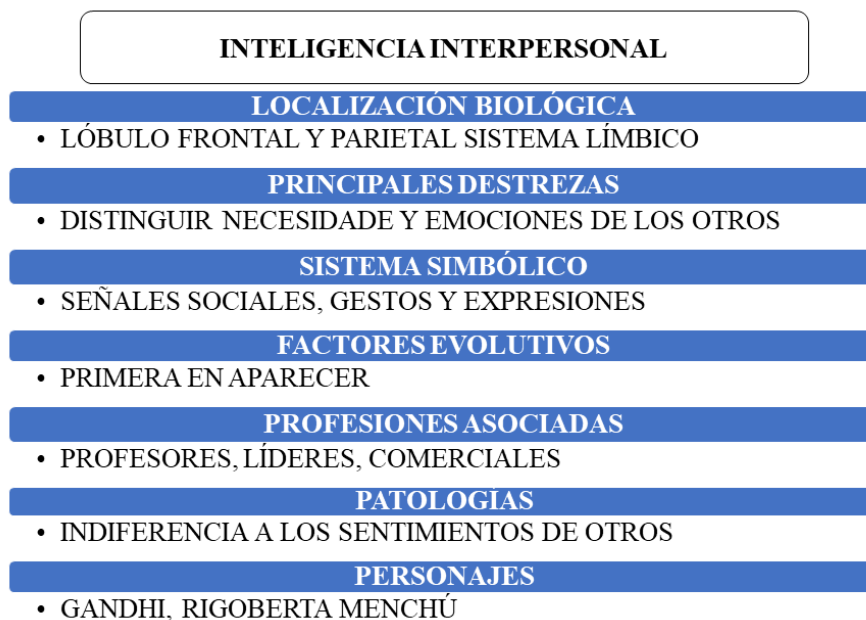 INTELIGENCIA INTERPERSONAL
LOCALIZACIÓN BIOLÓGICA
• LÓBULO FRONTAL Y PARIETAL SISTEMA LÍMBICO
PRINCIPALES DESTREZAS
• DISTINGUIR NECESIDADE Y EMOCIONES DE LOS OTROS
SISTEMA SIMBÓLICO
• SEÑALES SOCIALES, GESTOS Y EXPRESIONES
FACTORES EVOLUTIVOS
• PRIMERA EN APARECER
PROFESIONES ASOCIADAS
• PROFESORES, LÍDERES, COMERCIALES
PATOLOGÍAS
• INDIFERENCIA A LOS SENTIMIENTOS DE OTROS
PERSONAJES
• GANDHI, RIGOBERTA MENCHÚ